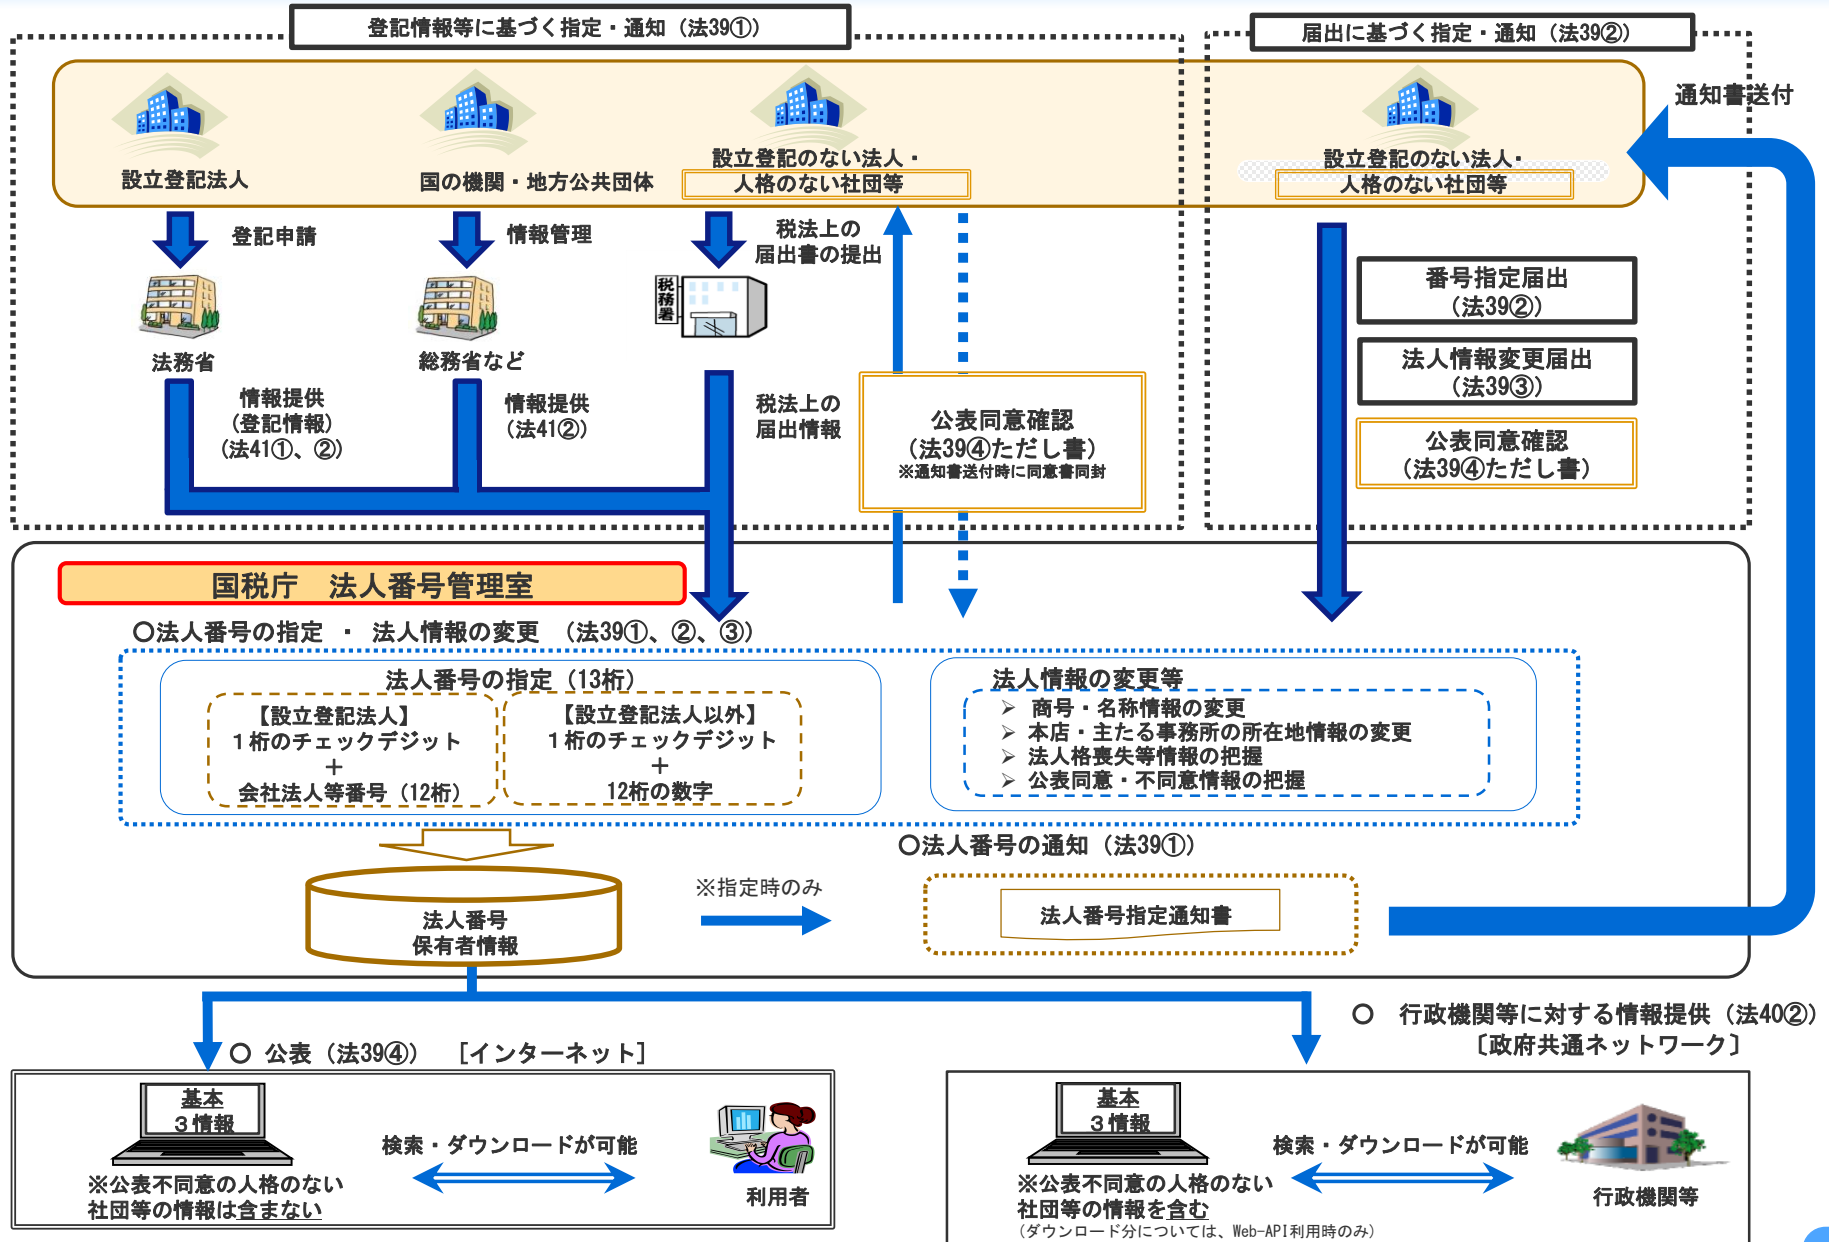 登記情報等に基づく指定・通知（法39①）
届出に基づく指定・通知（法39②）
通知書送付
設立登記法人
国の機関・地方公共団体
設立登記のない法人・
人格のない社団等
設立登記のない法人・
人格のない社団等
登記申請
情報管理
税法上の
届出書の提出
税務署
法務省
総務省など
情報提供
（登記情報）
（法41①、②）
情報提供
（法41②）
税法上の
届出情報
公表同意確認
（法39④ただし書）
※通知書送付時に同意書同封
番号指定届出
（法39②）
法人情報変更届出
（法39③）
公表同意確認
（法39④ただし書）
国税庁　法人番号管理室
○法人番号の指定　・　法人情報の変更　（法39①、②、③）
法人番号の指定（13桁）
【設立登記法人】
１桁のチェックデジット
＋
会社法人等番号（12桁）
【設立登記法人以外】
１桁のチェックデジット
＋
12桁の数字
法人情報の変更等
➢ 商号・名称情報の変更
➢ 本店・主たる事務所の所在地情報の変更
➢ 法人格喪失等情報の把握
➢ 公表同意・不同意情報の把握
○法人番号の通知（法39①）
法人番号
保有者情報
※指定時のみ
法人番号指定通知書
○ 公表（法39④）　［インターネット］
○　行政機関等に対する情報提供（法40②）
〔政府共通ネットワーク〕
基本
３情報
検索・ダウンロードが可能
利用者
※公表不同意の人格のない
社団等の情報は含まない
基本
３情報
検索・ダウンロードが可能
行政機関等
※公表不同意の人格のない
社団等の情報を含む
（ダウンロード分については、Web-API利用時のみ）